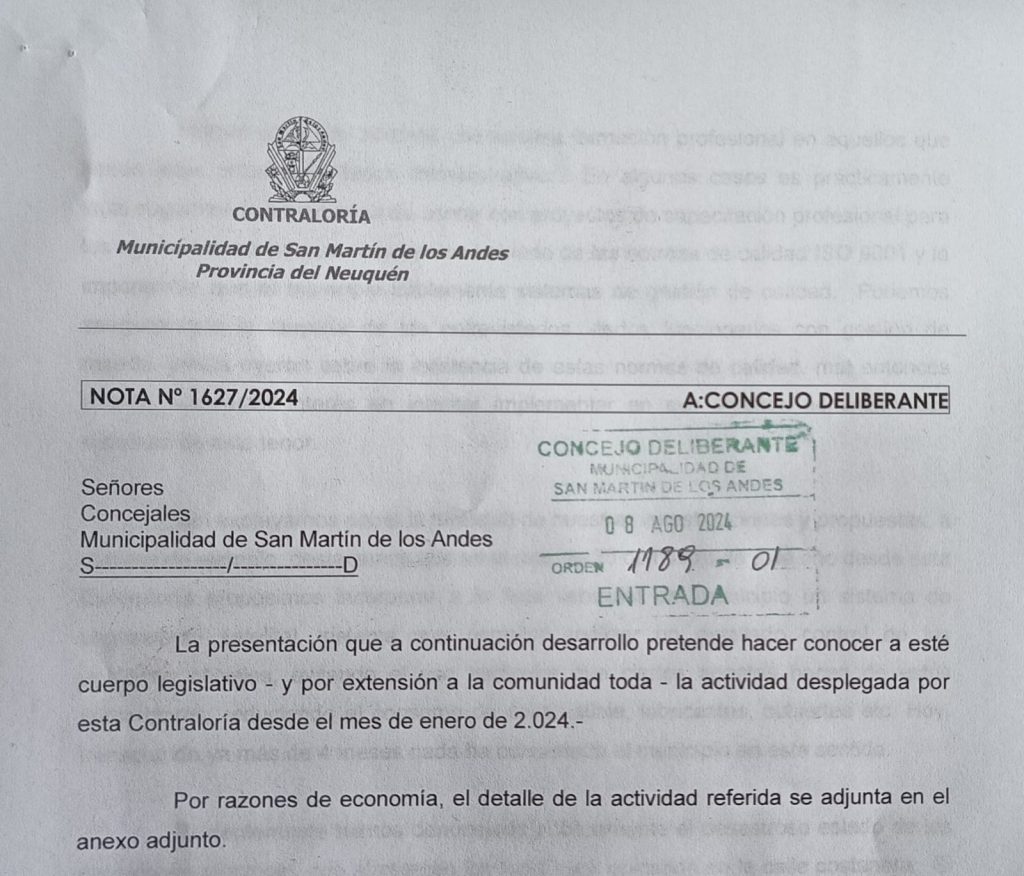 CONTRALORÍA
Municipalidad de San Martín de los Andes
Provincia del Neuquén
NOTA Nº 1627/2024 A:CONCEJO DELIBERANTE
CONCEJO DELIBERANTE
MUNICIPALIDAD DE
SAN MARTIN DE LOS ANDES
08 AGO 2024
ORDEN 1789 - 01
ENTRADA
Señores
Concejales
Municipalidad de San Martín de los Andes
S-----------------/--------------D
La presentación que a continuación desarrollo pretende hacer conocer a esté
cuerpo legislativo - y por extensión a la comunidad toda - la actividad desplegada por
esta Contraloría desde el mes de enero de 2.024.-
Por razones de economía, el detalle de la actividad referida se adjunta en el
anexo adjunto.